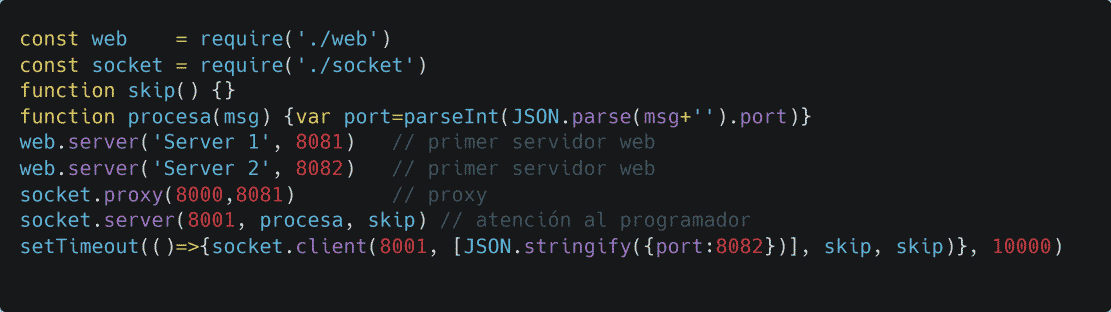 const web    = require('./web')
const socket = require('./socket')
function skip() {}
function procesa(msg) {var port=parseInt(JSON.parse(msg+'').port)}
web.server('Server 1', 8081)   // primer servidor web
web.server('Server 2', 8082)   // primer servidor web
socket.proxy(8000,8081)        // proxy
socket.server(8001, procesa, skip) // atención al programador
setTimeout(()=>{socket.client(8001, [JSON.stringify({port:8082})], skip, skip)}, 10000)